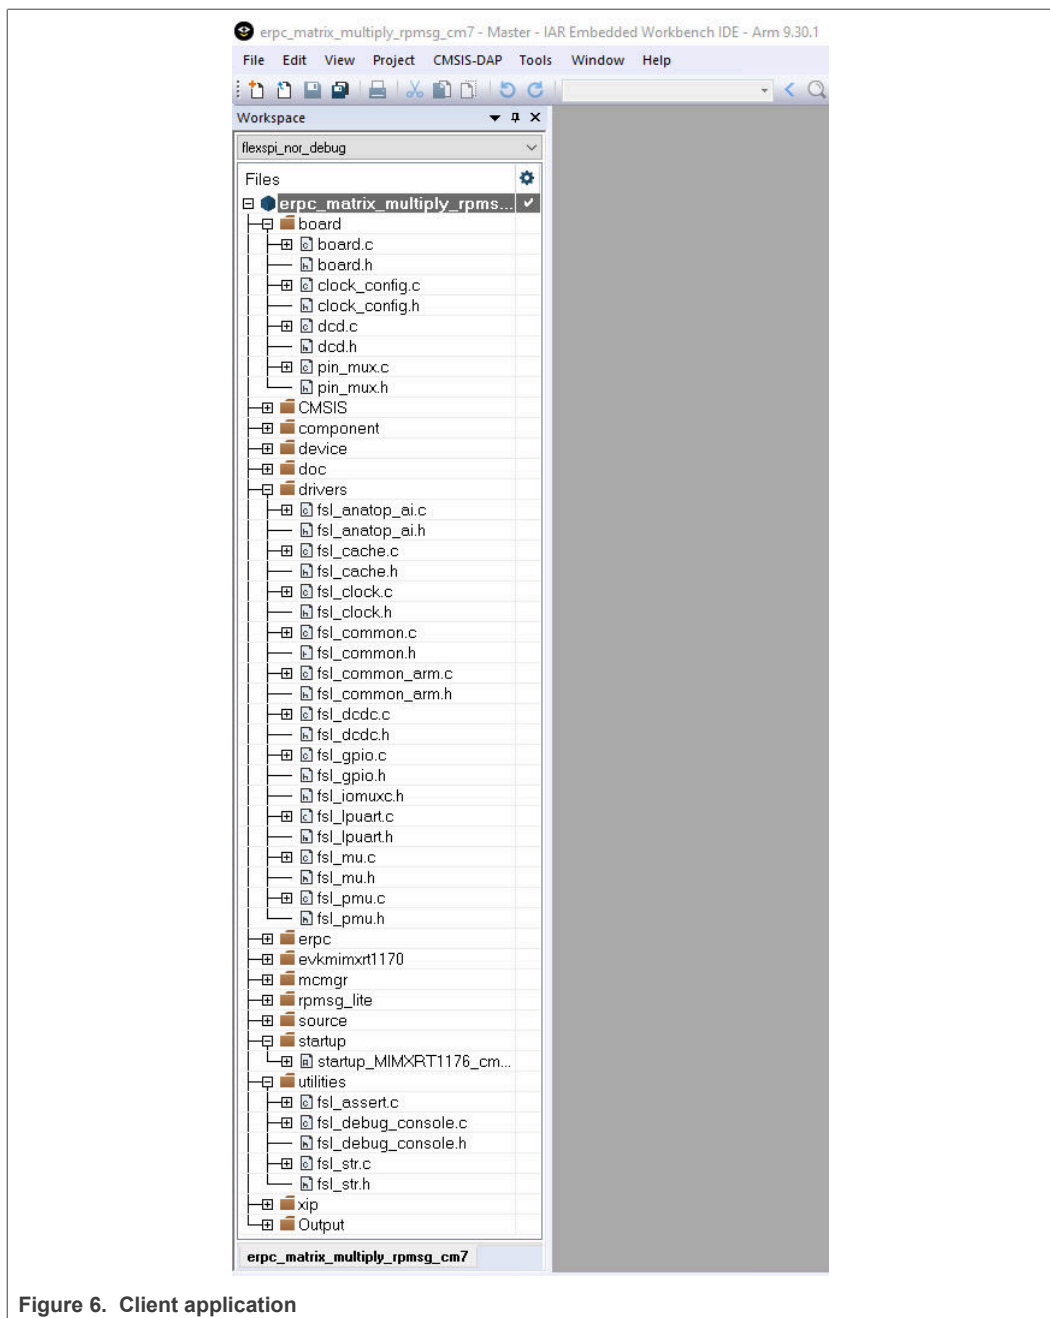 erpc_matrix_multiply_rpmsg_cm7 - Master - IAR Embedded Workbench IDE - Arm 9.30.1
File Edit View Project CMSIS-DAP Tools Window Help
Workspace
flexspi_nor_debug
Files
erpc_matrix_multiply_rpms...
board
board.c
board.h
clock_config.c
clock_config.h
dcd.c
dcd.h
pin_mux.c
pin_mux.h
CMSIS
component
device
doc
drivers
fsl_anatop_ai.c
fsl_anatop_ai.h
fsl_cache.c
fsl_cache.h
fsl_clock.c
fsl_clock.h
fsl_common.c
fsl_common.h
fsl_common_arm.c
fsl_common_arm.h
fsl_dcdc.c
fsl_dcdc.h
fsl_gpio.c
fsl_gpio.h
fsl_iomuxc.h
fsl_lpuart.c
fsl_lpuart.h
fsl_mu.c
fsl_mu.h
fsl_pmu.c
fsl_pmu.h
erpc
evkmimxrt1170
mcmgr
rpmsg_lite
source
startup
startup_MIMXRT1176_cm...
utilities
fsl_assert.c
fsl_debug_console.c
fsl_debug_console.h
fsl_str.c
fsl_str.h
xip
Output
erpc_matrix_multiply_rpmsg_cm7
Figure 6. Client application